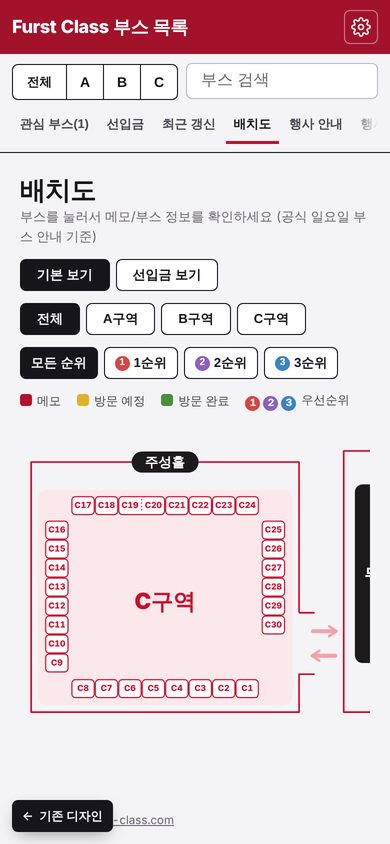 Furst Class 부스 목록
전체 A B C 부스 검색
관심 부스(1) 선입금 최근 갱신 배치도 행사 안내 행
배치도
부스를 눌러서 메모/부스 정보를 확인하세요 (공식 일요일 부
스 안내 기준)
기본 보기 선입금 보기
전체 A구역 B구역 C구역
모든 순위 1 1순위 2 2순위 3 3순위
메모 방문 예정 방문 완료 1 2 3 우선순위
주성홀
C17 C18 C19 C20 C21 C22 C23 C24
C16 C25
C15 C26
C14 C27
C13 C28
C12 C29
C11 C30
C10
C9
C구역
C8 C7 C6 C5 C4 C3 C2 C1
← 기존 디자인 -class.com